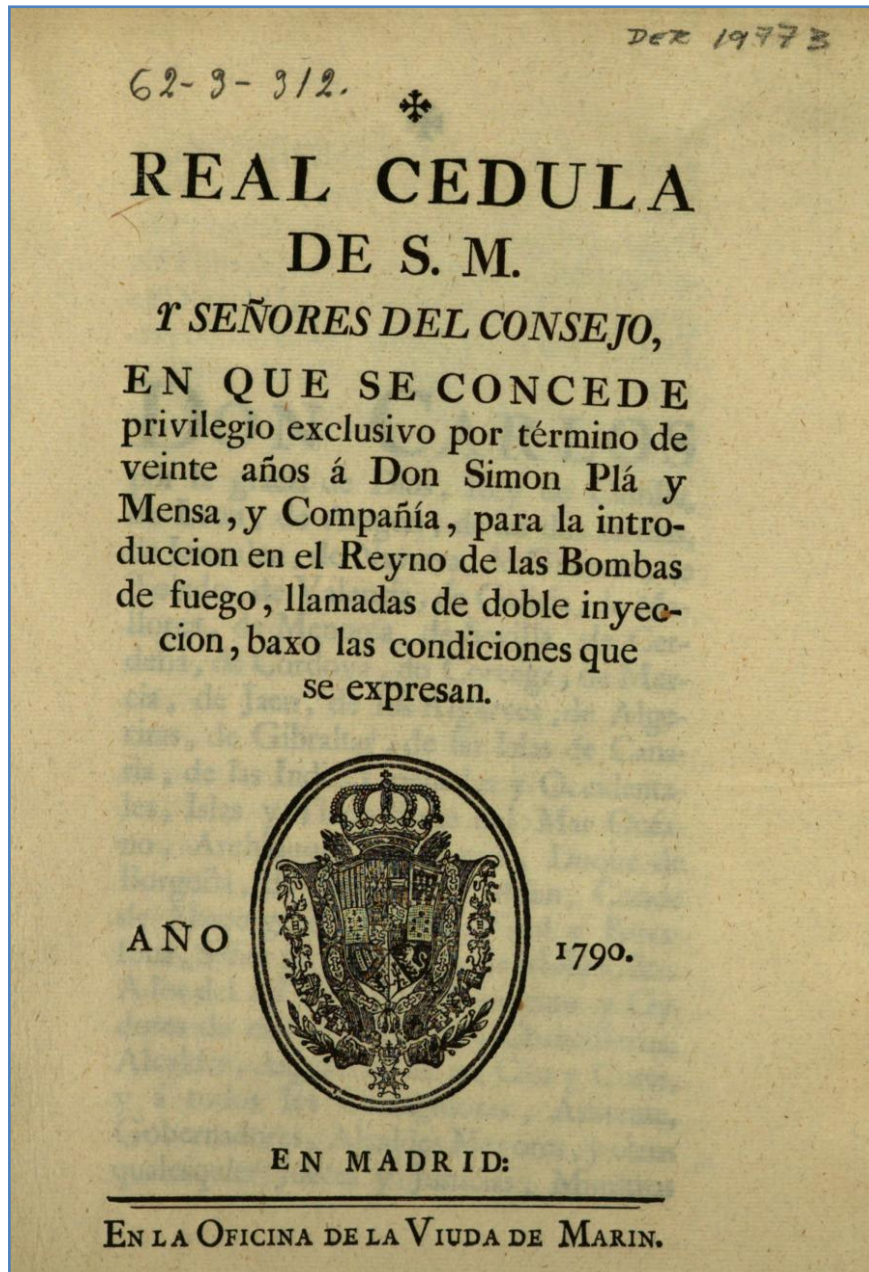 DER 19773
62-9-912.
REAL CEDULA
DE S. M.
Y SEÑORES DEL CONSEJO,
EN QUE SE CONCEDE
privilegio exclusivo por término de
veinte años á Don Simon Plá y
Mensa, y Compañía, para la intro-
duccion en el Reyno de las Bombas
de fuego, llamadas de doble inyec-
cion, baxo las condiciones que
se expresan.
AÑO 1790.
EN MADRID:
EN LA OFICINA DE LA VIUDA DE MARIN.